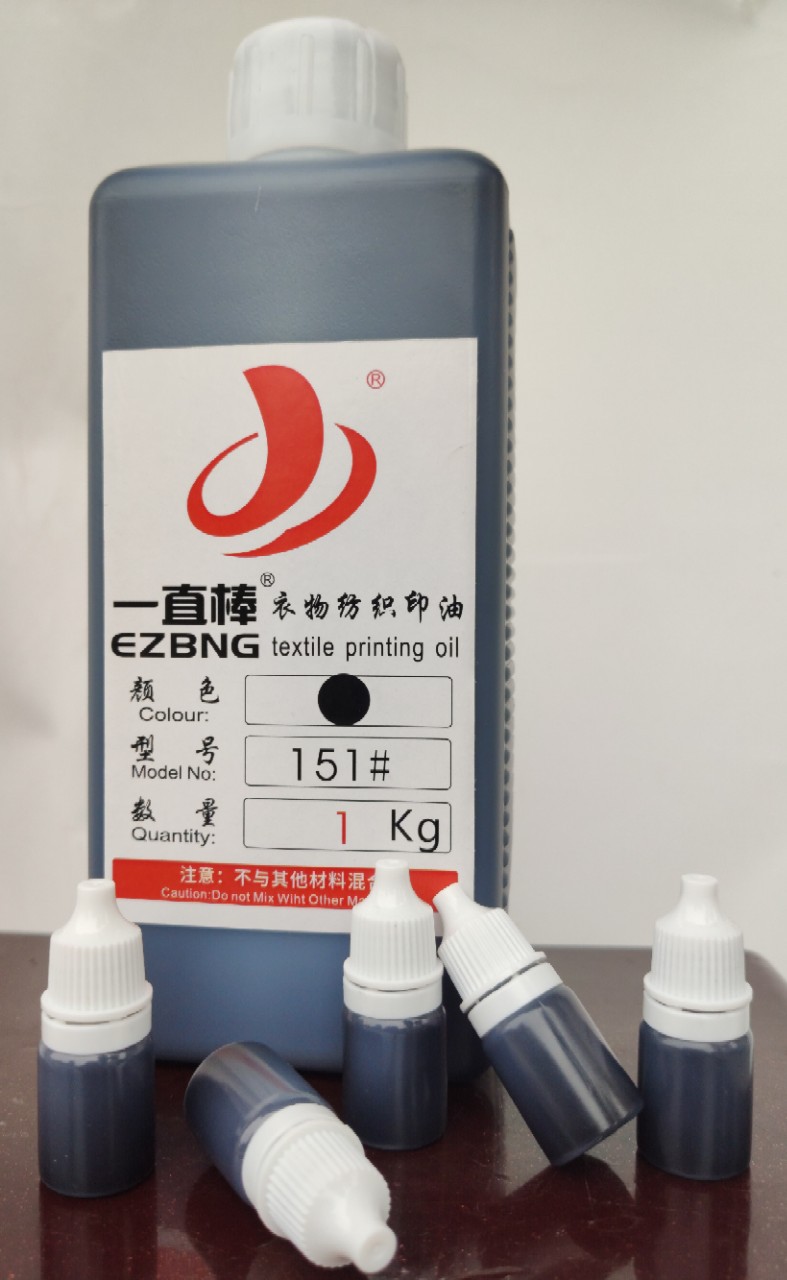 ®
一直棒® 衣物纺织印油
EZBNG textile printing oil
颜色
Colour:
型号 151#
Model No:
数量 1 Kg
Quantity:
注意：不与其他材料混
Caution:Do not Mix Wiht Other